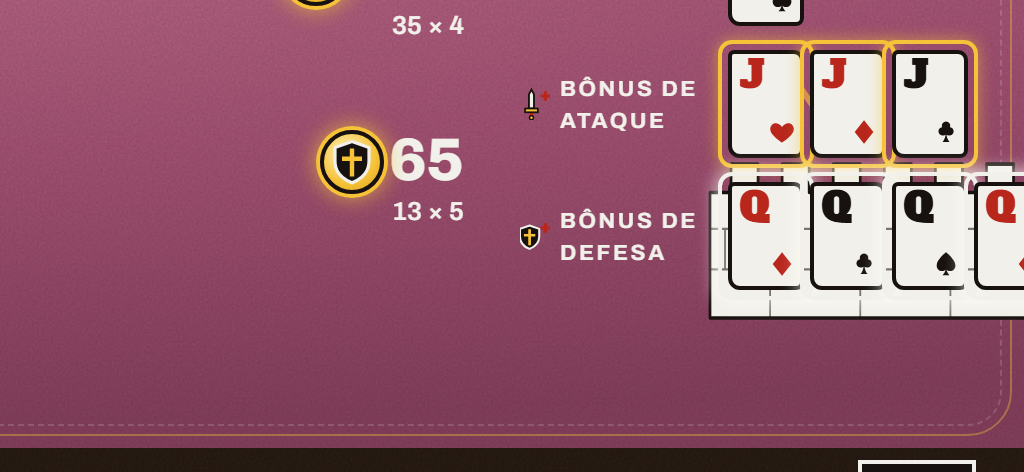 35 × 4
BÔNUS DE
ATAQUE
J J J
65
13 × 5
BÔNUS DE
DEFESA
Q Q Q Q